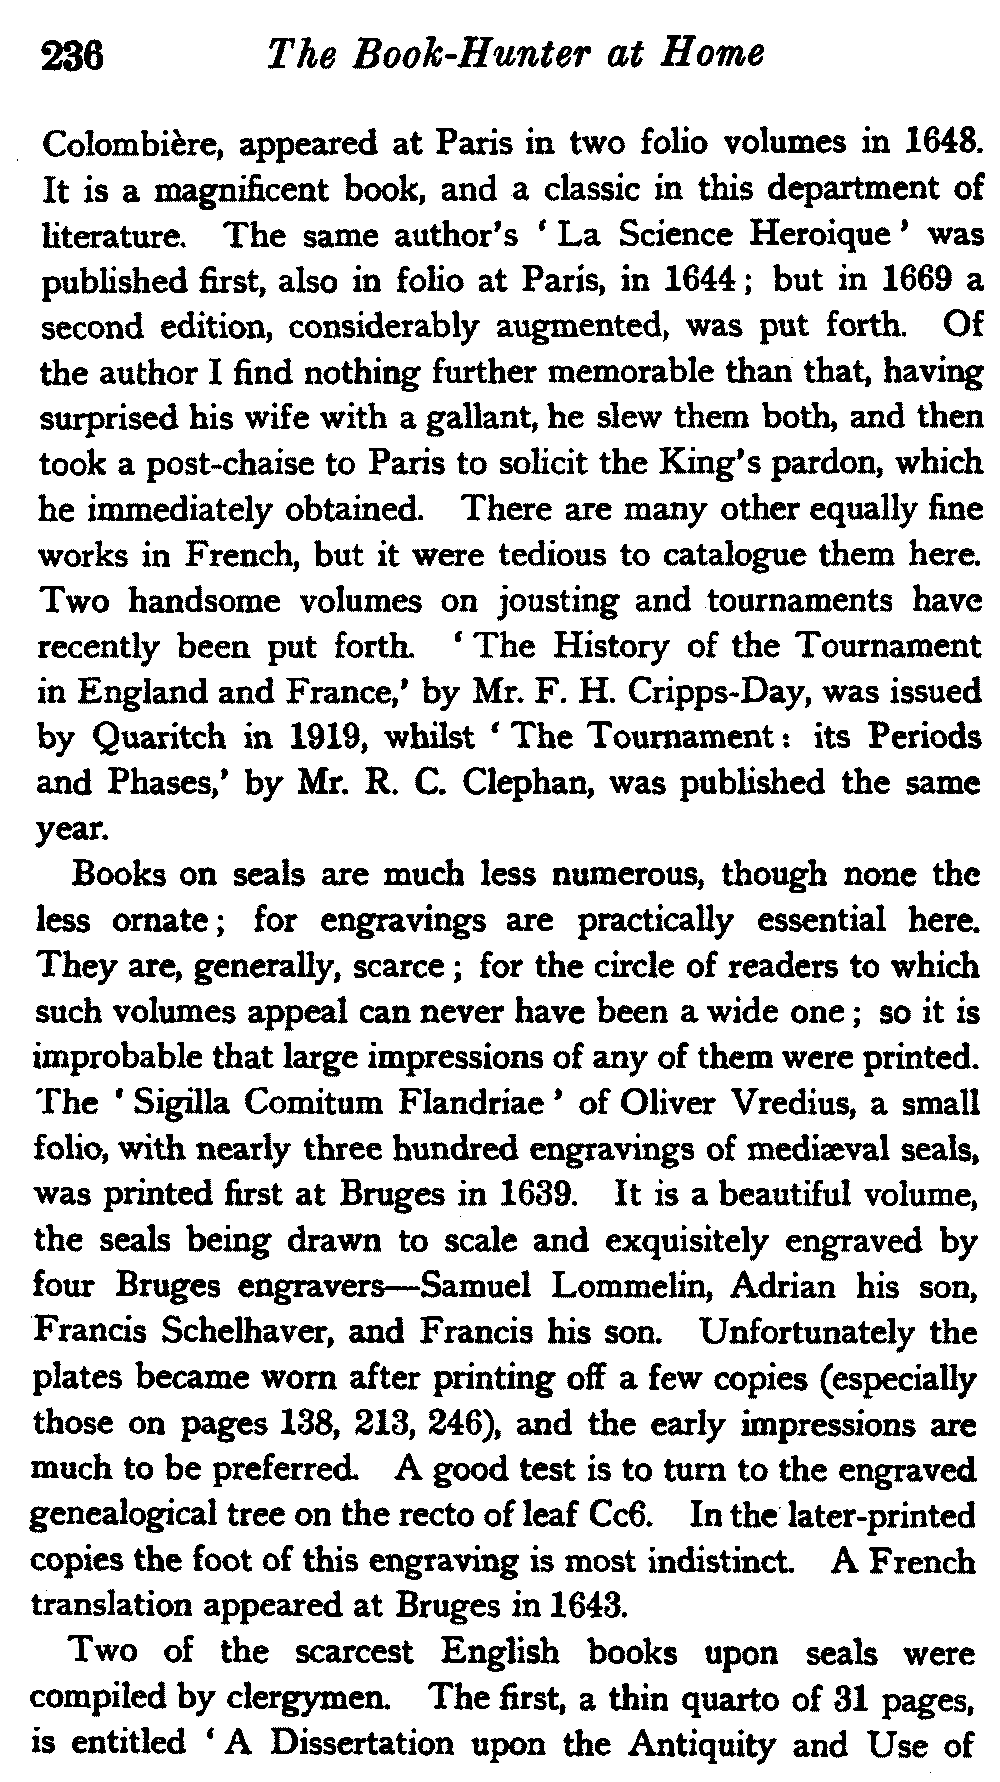 236 The Book-Hunter at Home
Colombière, appeared at Paris in two folio volumes in 1648.
It is a magnificent book, and a classic in this department of
literature. The same author's ‘ La Science Heroique ’ was
published first, also in folio at Paris, in 1644 ; but in 1669 a
second edition, considerably augmented, was put forth. Of
the author I find nothing further memorable than that, having
surprised his wife with a gallant, he slew them both, and then
took a post-chaise to Paris to solicit the King's pardon, which
he immediately obtained. There are many other equally fine
works in French, but it were tedious to catalogue them here.
Two handsome volumes on jousting and tournaments have
recently been put forth. ‘ The History of the Tournament
in England and France,’ by Mr. F. H. Cripps-Day, was issued
by Quaritch in 1919, whilst ‘ The Tournament : its Periods
and Phases,’ by Mr. R. C. Clephan, was published the same
year.
Books on seals are much less numerous, though none the
less ornate ; for engravings are practically essential here.
They are, generally, scarce ; for the circle of readers to which
such volumes appeal can never have been a wide one ; so it is
improbable that large impressions of any of them were printed.
The ‘ Sigilla Comitum Flandriae ’ of Oliver Vredius, a small
folio, with nearly three hundred engravings of mediæval seals,
was printed first at Bruges in 1639. It is a beautiful volume,
the seals being drawn to scale and exquisitely engraved by
four Bruges engravers—Samuel Lommelin, Adrian his son,
Francis Schelhaver, and Francis his son. Unfortunately the
plates became worn after printing off a few copies (especially
those on pages 138, 213, 246), and the early impressions are
much to be preferred. A good test is to turn to the engraved
genealogical tree on the recto of leaf Cc6. In the later-printed
copies the foot of this engraving is most indistinct. A French
translation appeared at Bruges in 1643.
Two of the scarcest English books upon seals were
compiled by clergymen. The first, a thin quarto of 31 pages,
is entitled ‘ A Dissertation upon the Antiquity and Use of